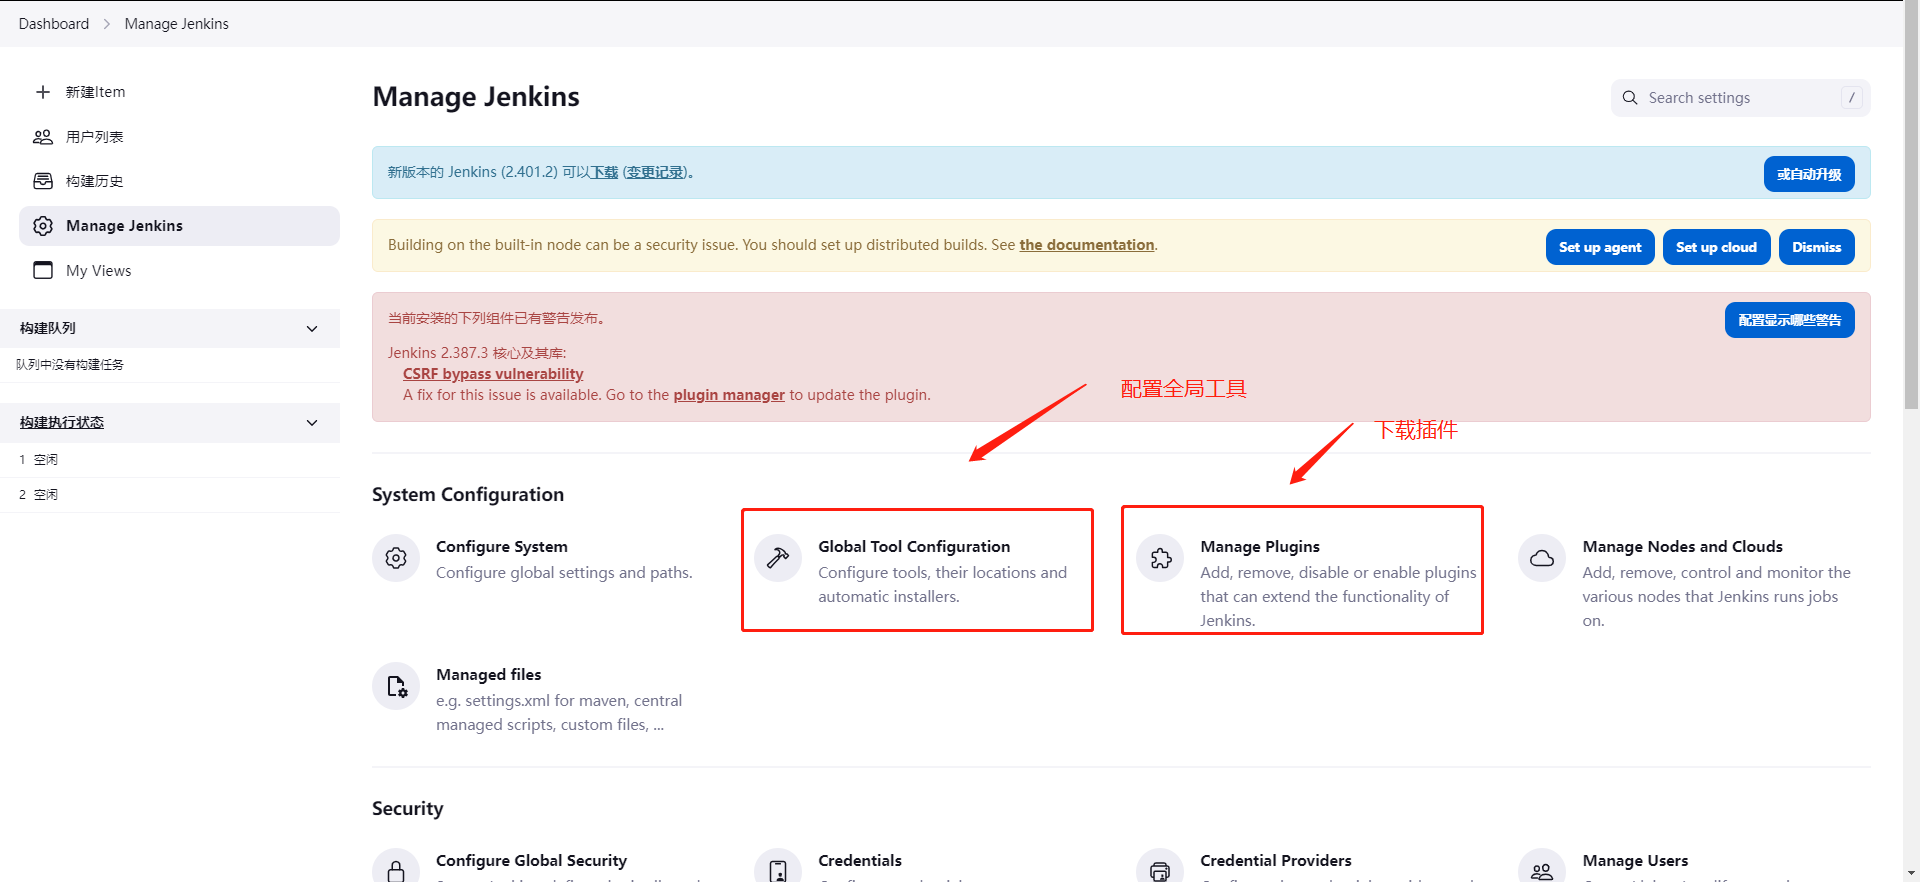 Dashboard > Manage Jenkins
新建Item
用户列表
构建历史
Manage Jenkins
My Views
构建队列
队列中没有构建任务
构建执行状态
1 空闲
2 空闲
Manage Jenkins
Search settings /
新版本的 Jenkins (2.401.2) 可以下载 (变更记录)。
或自动升级
Building on the built-in node can be a security issue. You should set up distributed builds. See the documentation.
Set up agent Set up cloud Dismiss
当前安装的下列组件已有警告发布。
配置显示哪些警告
Jenkins 2.387.3 核心及其库:
CSRF bypass vulnerability
A fix for this issue is available. Go to the plugin manager to update the plugin.
配置全局工具
下载插件
System Configuration
Configure System
Configure global settings and paths.
Global Tool Configuration
Configure tools, their locations and
automatic installers.
Manage Plugins
Add, remove, disable or enable plugins
that can extend the functionality of
Jenkins.
Manage Nodes and Clouds
Add, remove, control and monitor the
various nodes that Jenkins runs jobs
on.
Managed files
e.g. settings.xml for maven, central
managed scripts, custom files, ...
Security
Configure Global Security
Credentials
Credential Providers
Manage Users